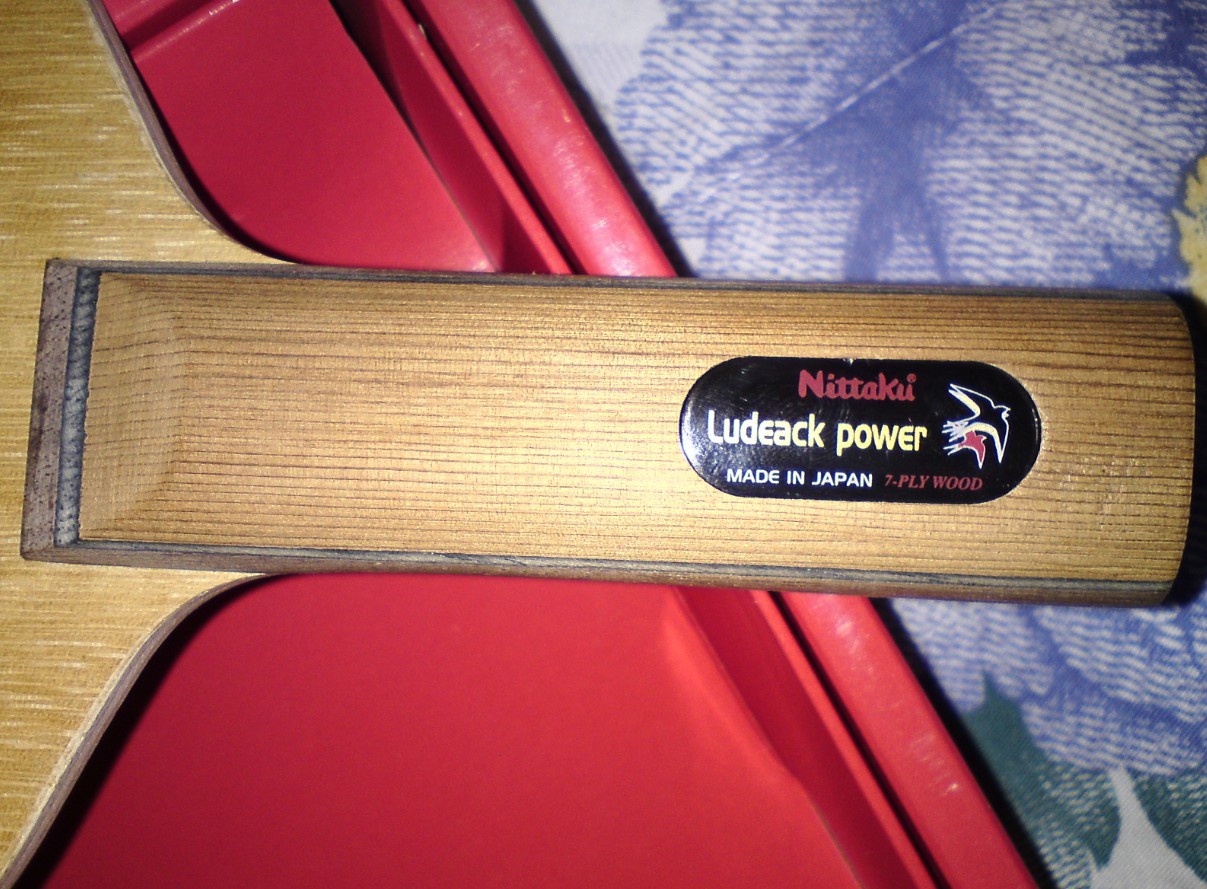 Nittaku®
Ludeack power
MADE IN JAPAN 7-PLY WOOD